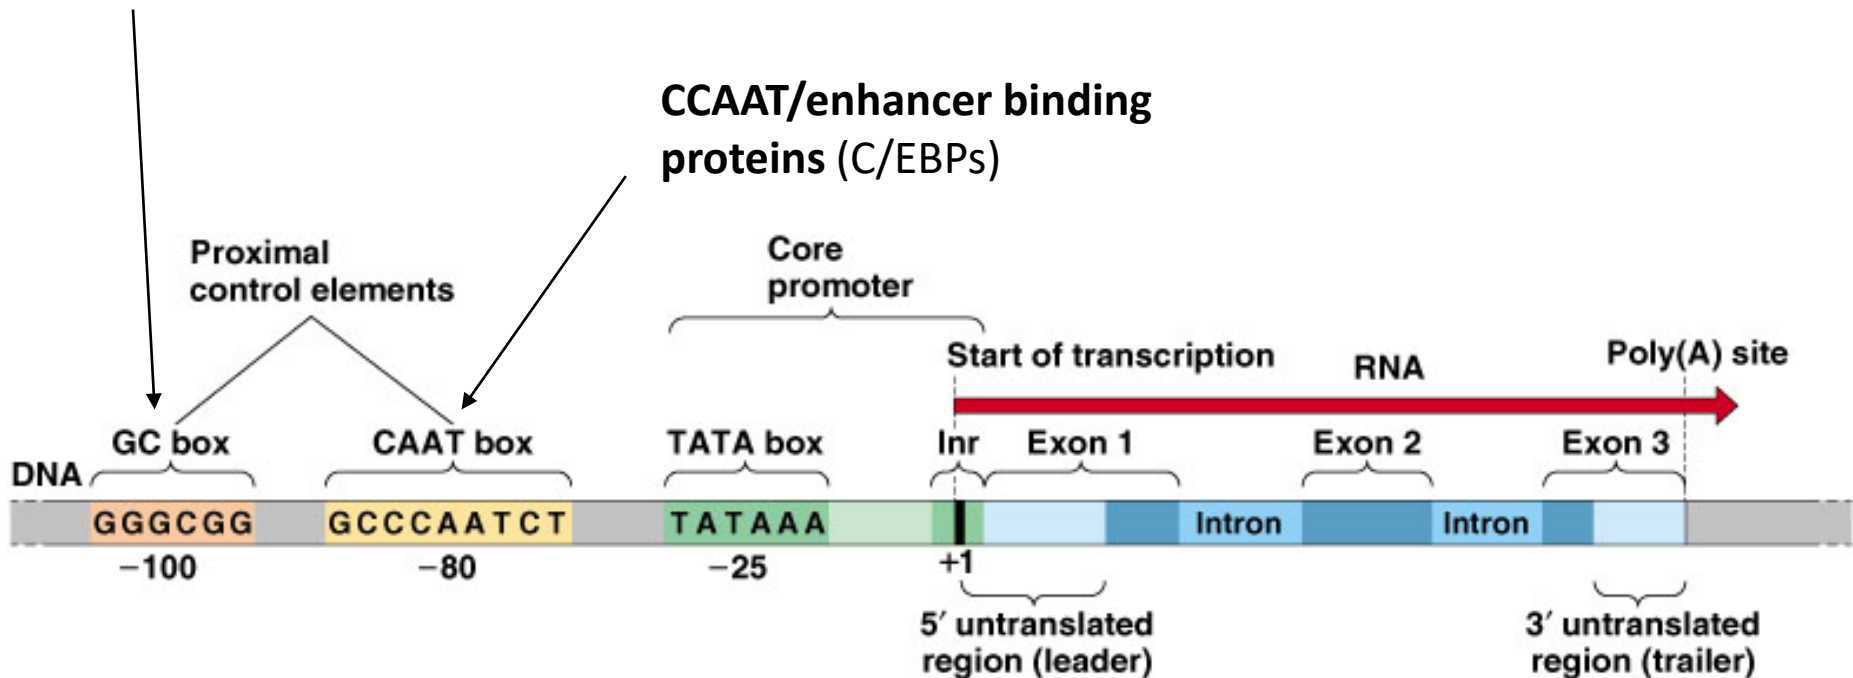 CCAAT/enhancer binding
proteins (C/EBPs)
Proximal
control elements
Core
promoter
Start of transcription
RNA
Poly(A) site
DNA
GC box
CAAT box
TATA box
Inr
Exon 1
Exon 2
Exon 3
GGGCGG
GCCCAATCT
TATAAA
Intron
Intron
−100
−80
−25
+1
5′ untranslated
region (leader)
3′ untranslated
region (trailer)